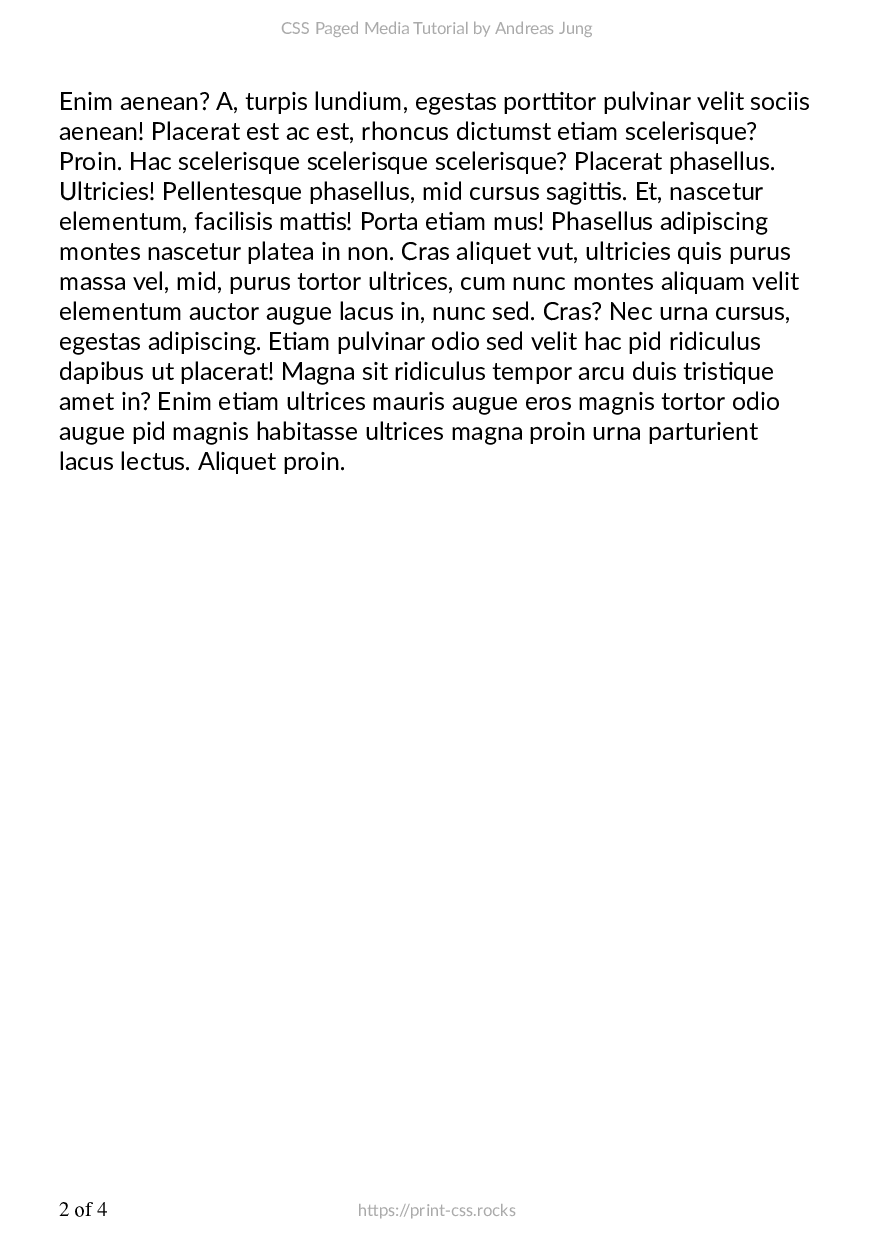 CSS Paged Media Tutorial by Andreas Jung
Enim aenean? A, turpis lundium, egestas porttitor pulvinar velit sociis
aenean! Placerat est ac est, rhoncus dictumst etiam scelerisque?
Proin. Hac scelerisque scelerisque scelerisque? Placerat phasellus.
Ultricies! Pellentesque phasellus, mid cursus sagittis. Et, nascetur
elementum, facilisis mattis! Porta etiam mus! Phasellus adipiscing
montes nascetur platea in non. Cras aliquet vut, ultricies quis purus
massa vel, mid, purus tortor ultrices, cum nunc montes aliquam velit
elementum auctor augue lacus in, nunc sed. Cras? Nec urna cursus,
egestas adipiscing. Etiam pulvinar odio sed velit hac pid ridiculus
dapibus ut placerat! Magna sit ridiculus tempor arcu duis tristique
amet in? Enim etiam ultrices mauris augue eros magnis tortor odio
augue pid magnis habitasse ultrices magna proin urna parturient
lacus lectus. Aliquet proin.
2 of 4 https://print-css.rocks